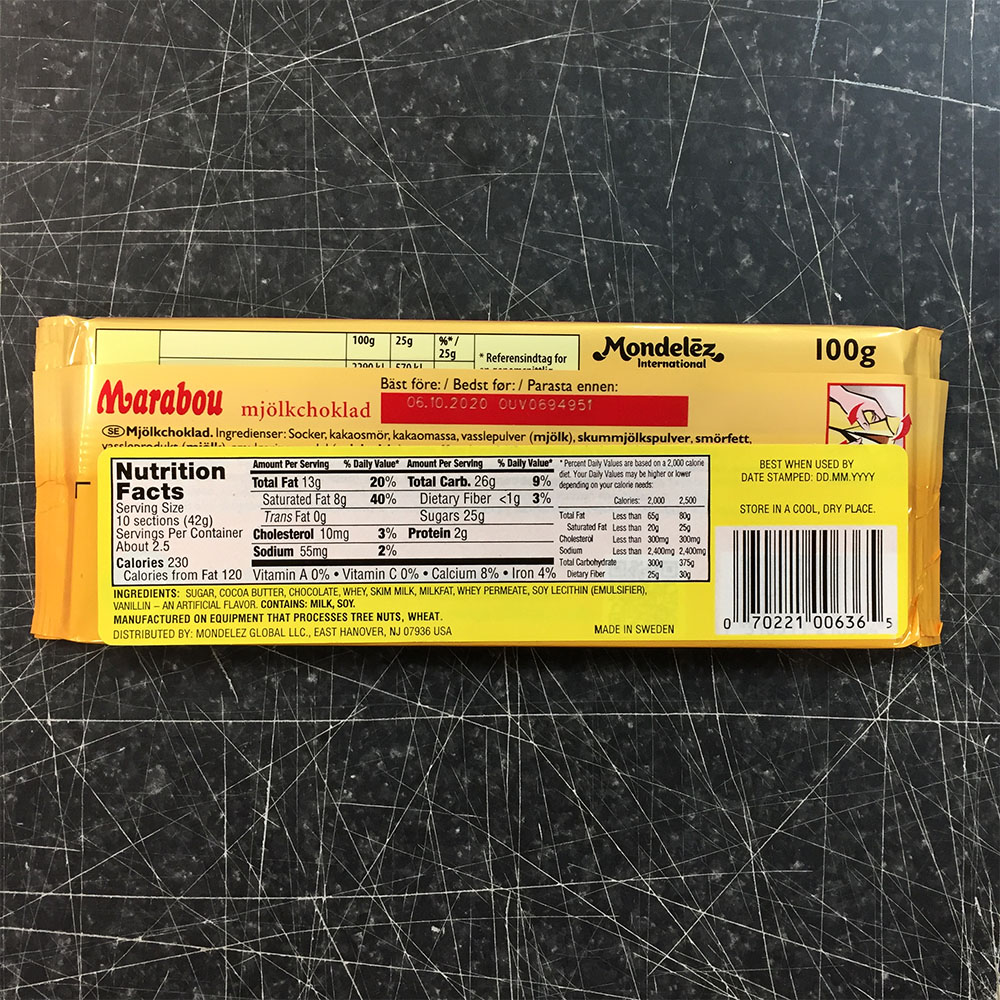 100g 25g %*/
25g
* Referensindtag for
Mondelēz,
International
100g
Marabou mjölkchoklad
Bäst före: / Bedst før: / Parasta ennen:
06.10.2020 OUV0694951
SE Mjölkchoklad. Ingredienser: Socker, kakaosmör, kakaomassa, vasslepulver (mjölk), skummjölkspulver, smörfett,
Nutrition
Facts
Serving Size
10 sections (42g)
Servings Per Container
About 2.5
Calories 230
Calories from Fat 120
Amount Per Serving % Daily Value* Amount Per Serving % Daily Value*
Total Fat 13g 20% Total Carb. 26g 9%
Saturated Fat 8g 40% Dietary Fiber <1g 3%
Trans Fat 0g Sugars 25g
Cholesterol 10mg 3% Protein 2g
Sodium 55mg 2%
Vitamin A 0% • Vitamin C 0% • Calcium 8% • Iron 4%
* Percent Daily Values are based on a 2,000 calorie
diet. Your Daily Values may be higher or lower
depending on your calorie needs:
Calories: 2,000 2,500
Total Fat Less than 65g 80g
Saturated Fat Less than 20g 25g
Cholesterol Less than 300mg 300mg
Sodium Less than 2,400mg 2,400mg
Total Carbohydrate 300g 375g
Dietary Fiber 25g 30g
INGREDIENTS: SUGAR, COCOA BUTTER, CHOCOLATE, WHEY, SKIM MILK, MILKFAT, WHEY PERMEATE, SOY LECITHIN (EMULSIFIER),
VANILLIN – AN ARTIFICIAL FLAVOR. CONTAINS: MILK, SOY.
MANUFACTURED ON EQUIPMENT THAT PROCESSES TREE NUTS, WHEAT.
DISTRIBUTED BY: MONDELEZ GLOBAL LLC., EAST HANOVER, NJ 07936 USA
MADE IN SWEDEN
BEST WHEN USED BY
DATE STAMPED: DD.MM.YYYY
STORE IN A COOL, DRY PLACE.
0 70221 00636 5